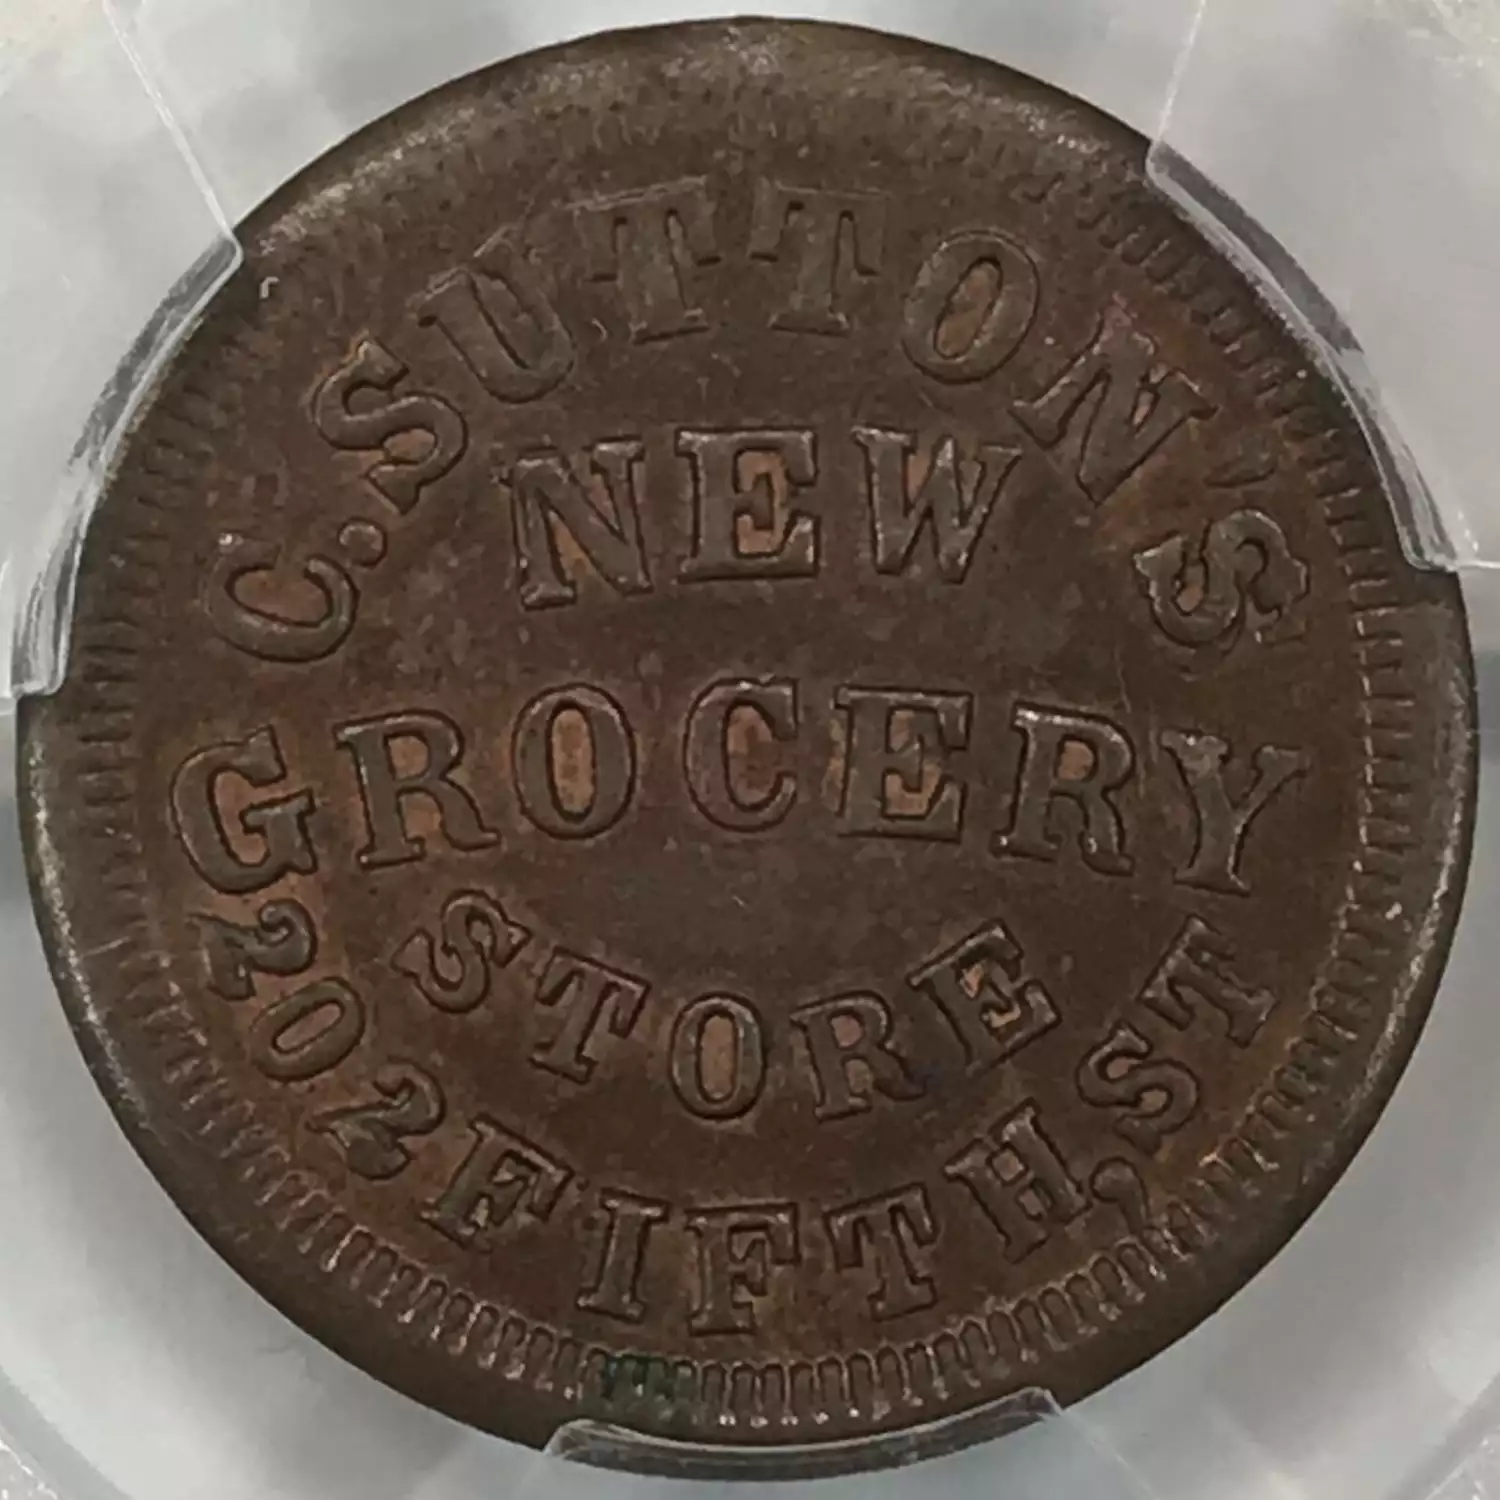 C. SUTTON'S
NEW
GROCERY
STORE
202 FIFTH, ST